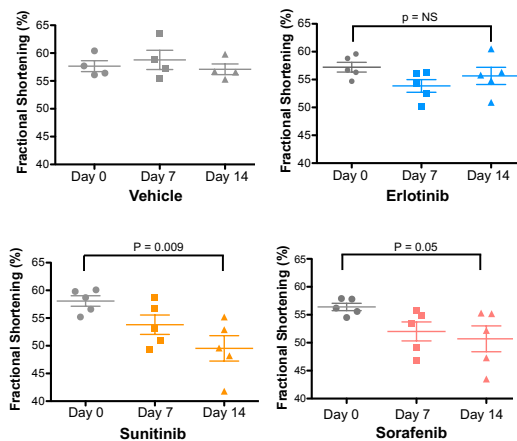 Fractional Shortening (%)
65
60
55
50
45
40
Day 0 Day 7 Day 14
Vehicle
p = NS
Fractional Shortening (%)
65
60
55
50
45
40
Day 0 Day 7 Day 14
Erlotinib
P = 0.009
Fractional Shortening (%)
65
60
55
50
45
40
Day 0 Day 7 Day 14
Sunitinib
P = 0.05
Fractional Shortening (%)
65
60
55
50
45
40
Day 0 Day 7 Day 14
Sorafenib